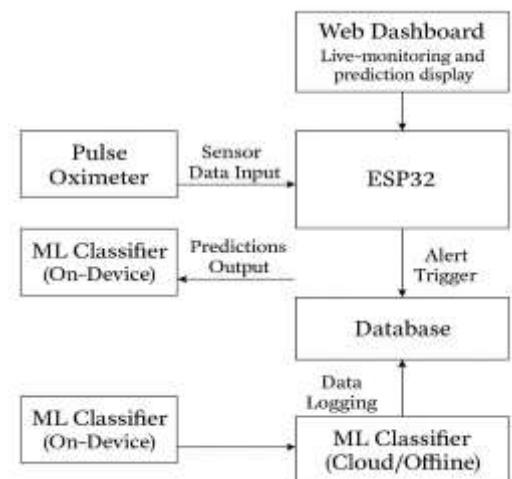 Web Dashboard
Live-monitoring and
prediction display
Pulse
Oximeter
Sensor
Data Input
ESP32
ML Classifier
(On-Device)
Predictions
Output
Alert
Trigger
Database
Data
Logging
ML Classifier
(On-Device)
ML Classifier
(Cloud/Offiine)